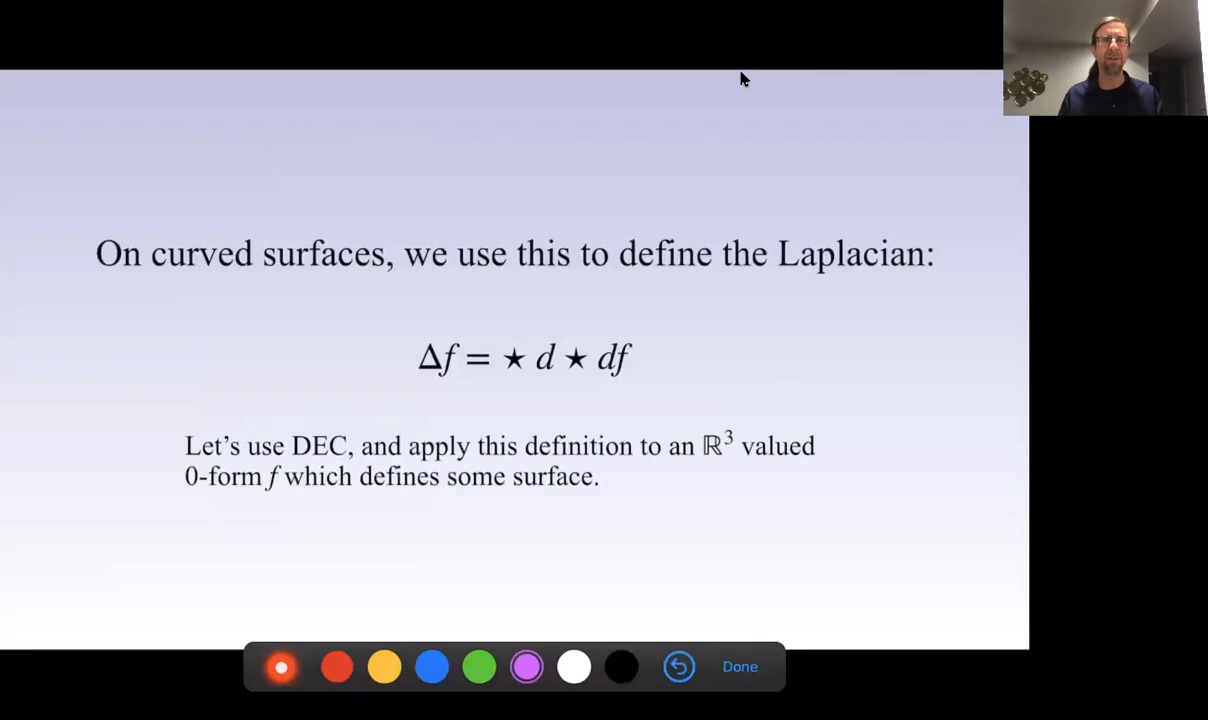 On curved surfaces, we use this to define the Laplacian:
Δf = ⋆ d ⋆ df
Let’s use DEC, and apply this definition to an ℝ³ valued
0-form f which defines some surface.
Done